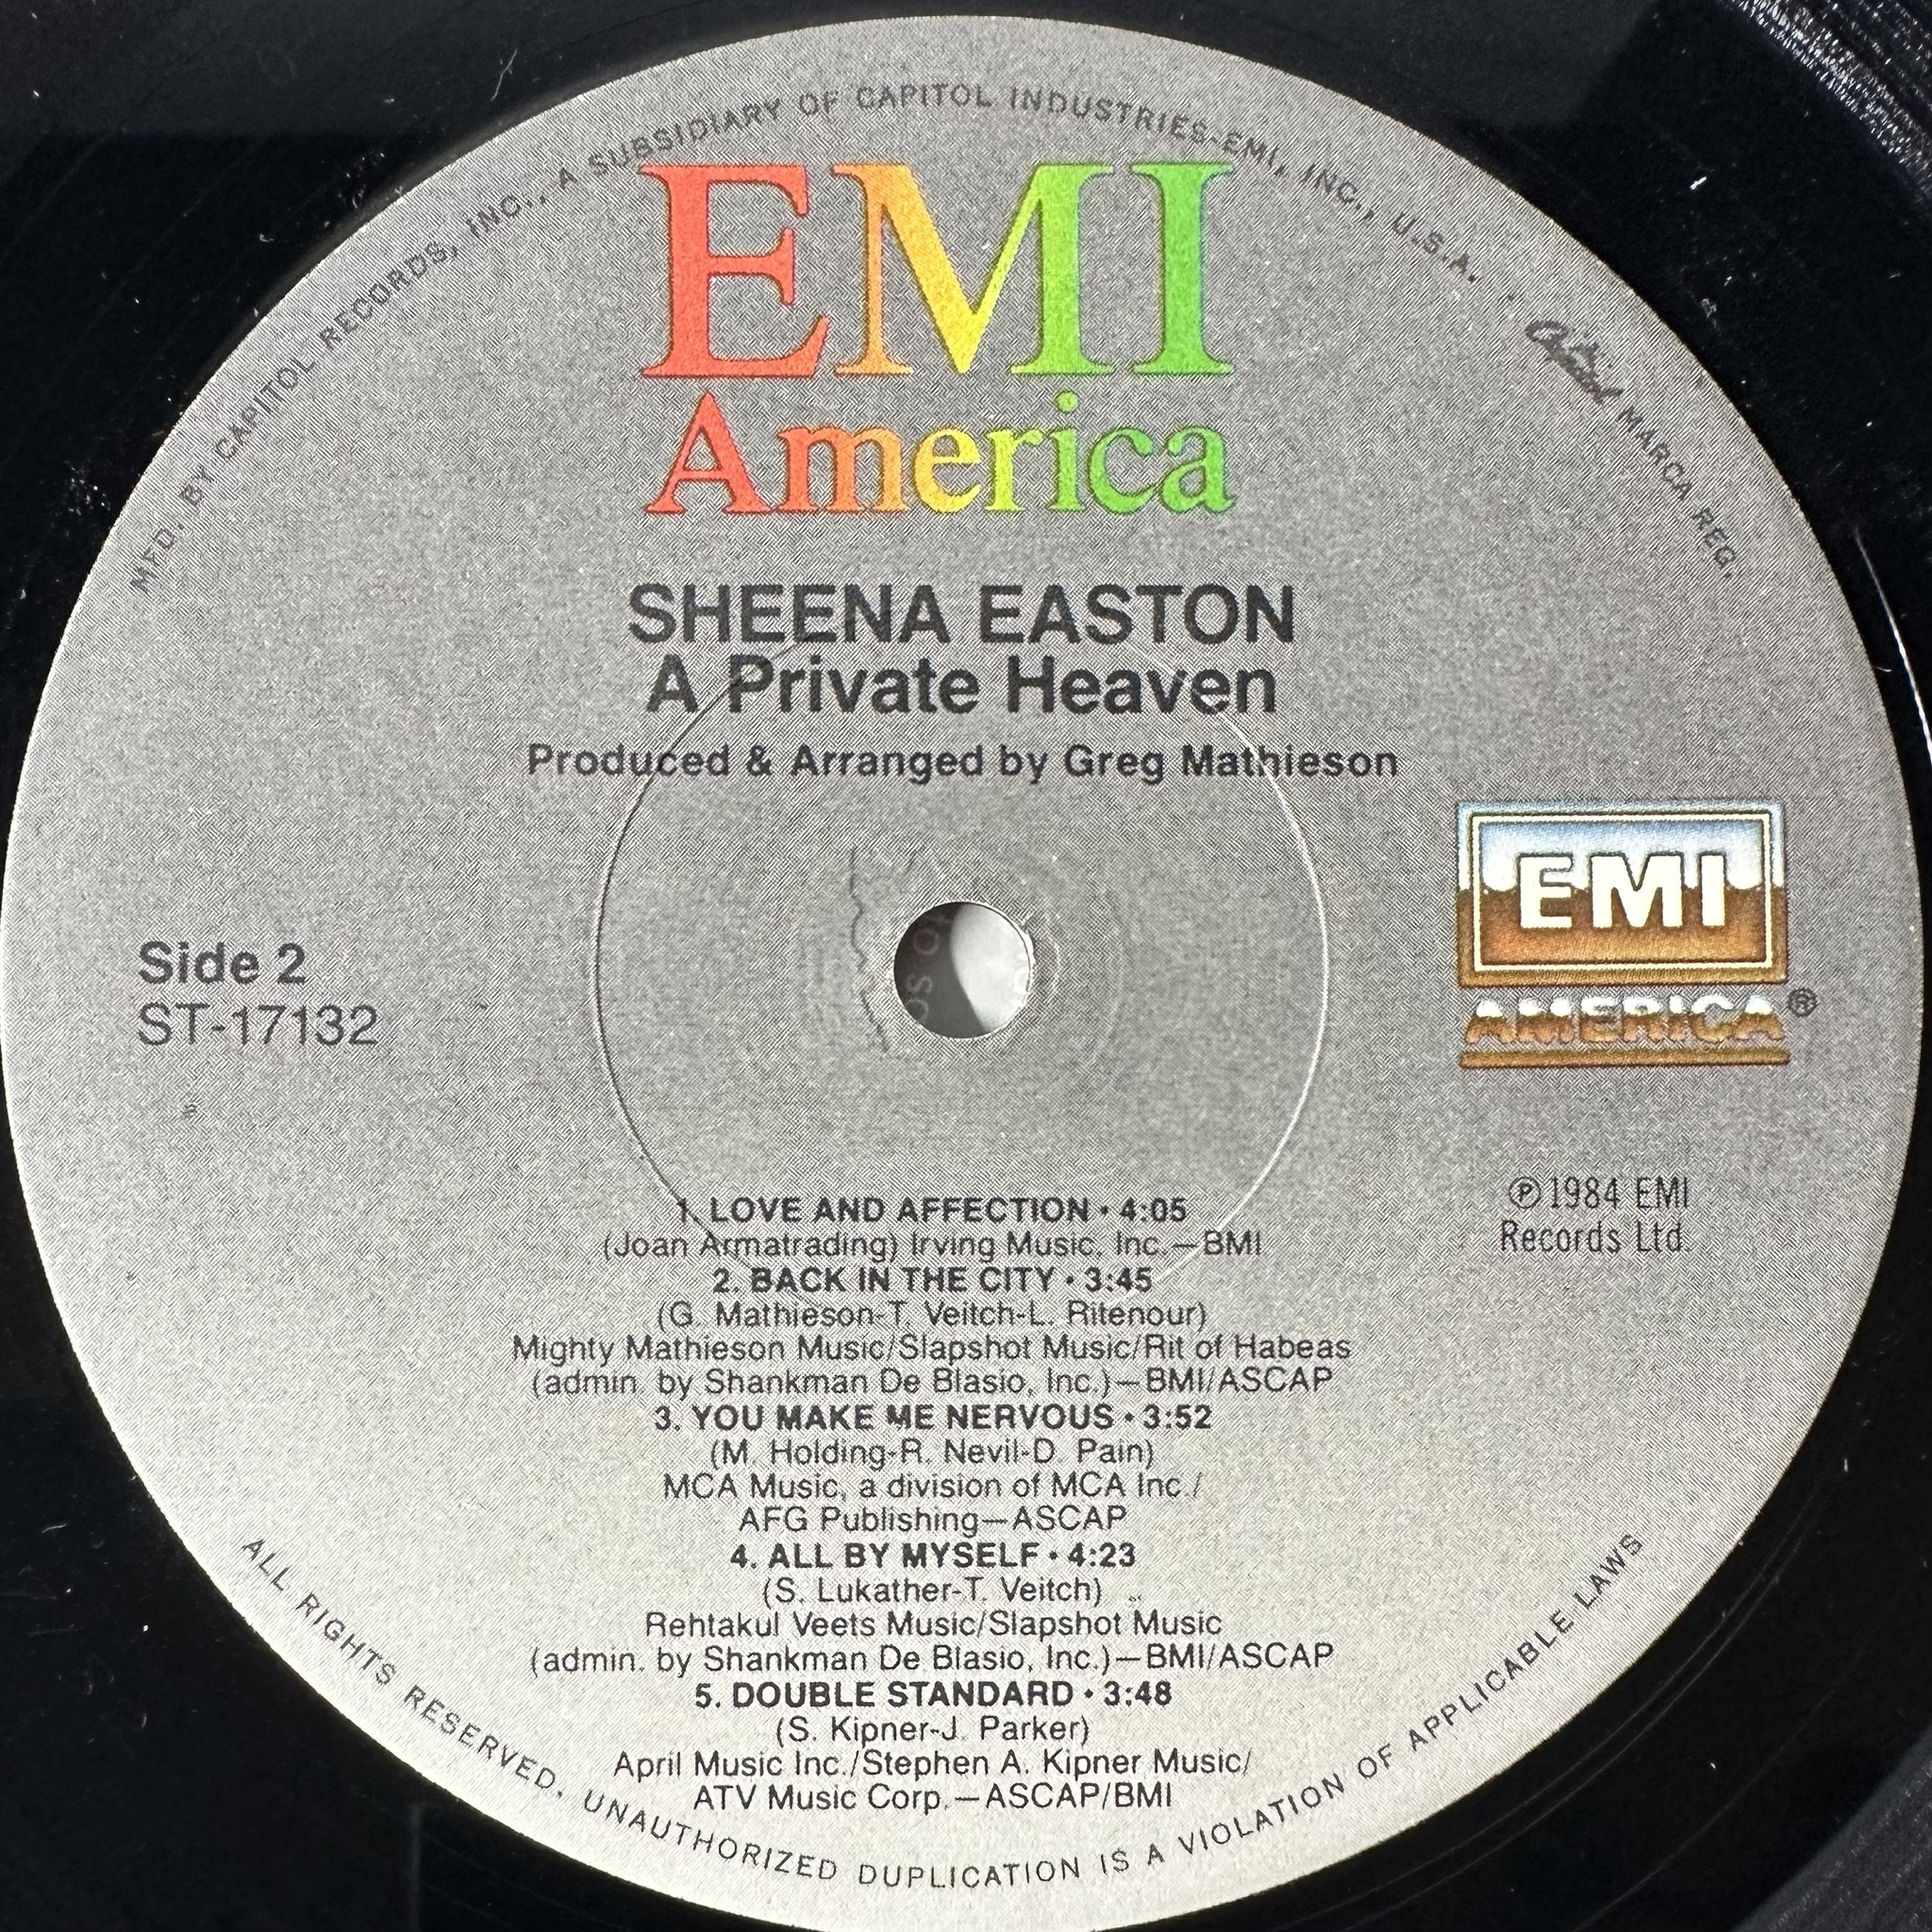 MFD. BY CAPITOL RECORDS, INC., A SUBSIDIARY OF CAPITOL INDUSTRIES-EMI, INC., U.S.A. · Capitol MARCA REG.
EMI
America
SHEENA EASTON
A Private Heaven
Produced & Arranged by Greg Mathieson
EMI
AMERICA®
Side 2
ST-17132
℗1984 EMI
Records Ltd.
1. LOVE AND AFFECTION • 4:05
(Joan Armatrading) Irving Music, Inc.—BMI
2. BACK IN THE CITY • 3:45
(G. Mathieson-T. Veitch-L. Ritenour)
Mighty Mathieson Music/Slapshot Music/Rit of Habeas
(admin. by Shankman De Blasio, Inc.)—BMI/ASCAP
3. YOU MAKE ME NERVOUS • 3:52
(M. Holding-R. Nevil-D. Pain)
MCA Music, a division of MCA Inc./
AFG Publishing—ASCAP
4. ALL BY MYSELF • 4:23
(S. Lukather-T. Veitch)
Rehtakul Veets Music/Slapshot Music
(admin. by Shankman De Blasio, Inc.)—BMI/ASCAP
5. DOUBLE STANDARD • 3:48
(S. Kipner-J. Parker)
April Music Inc./Stephen A. Kipner Music/
ATV Music Corp.—ASCAP/BMI
ALL RIGHTS RESERVED. UNAUTHORIZED DUPLICATION IS A VIOLATION OF APPLICABLE LAWS